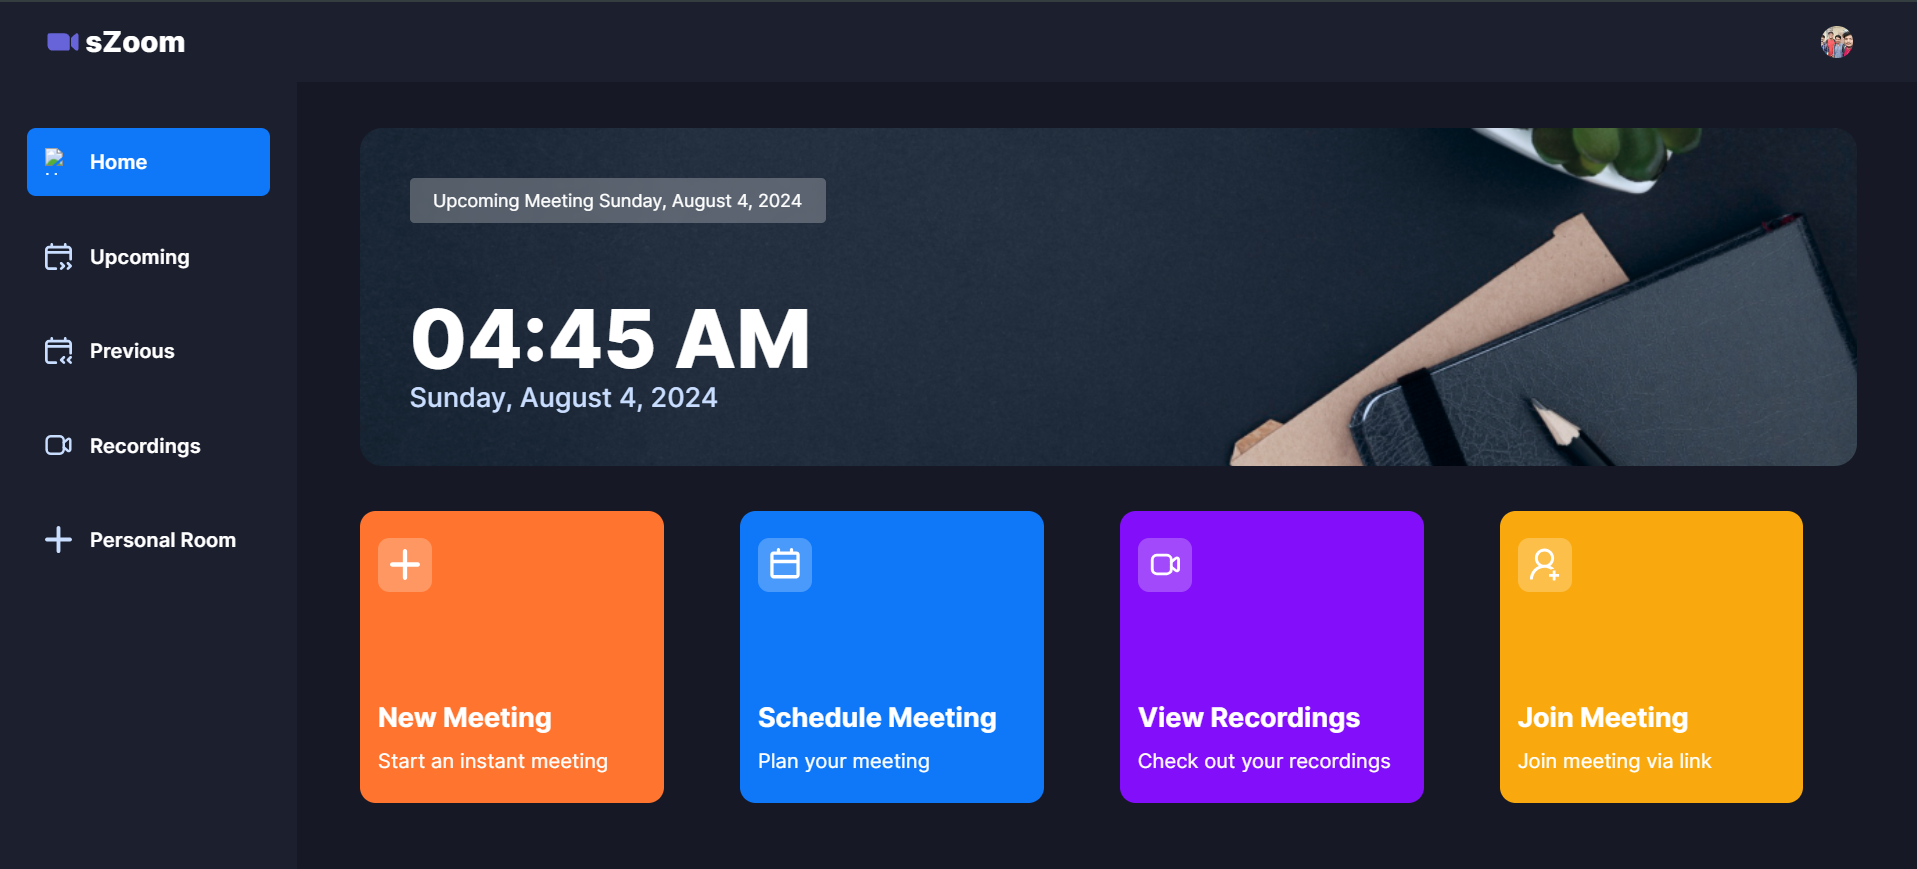 sZoom
Home
Upcoming
Previous
Recordings
Personal Room
Upcoming Meeting Sunday, August 4, 2024
04:45 AM
Sunday, August 4, 2024
New Meeting
Start an instant meeting
Schedule Meeting
Plan your meeting
View Recordings
Check out your recordings
Join Meeting
Join meeting via link